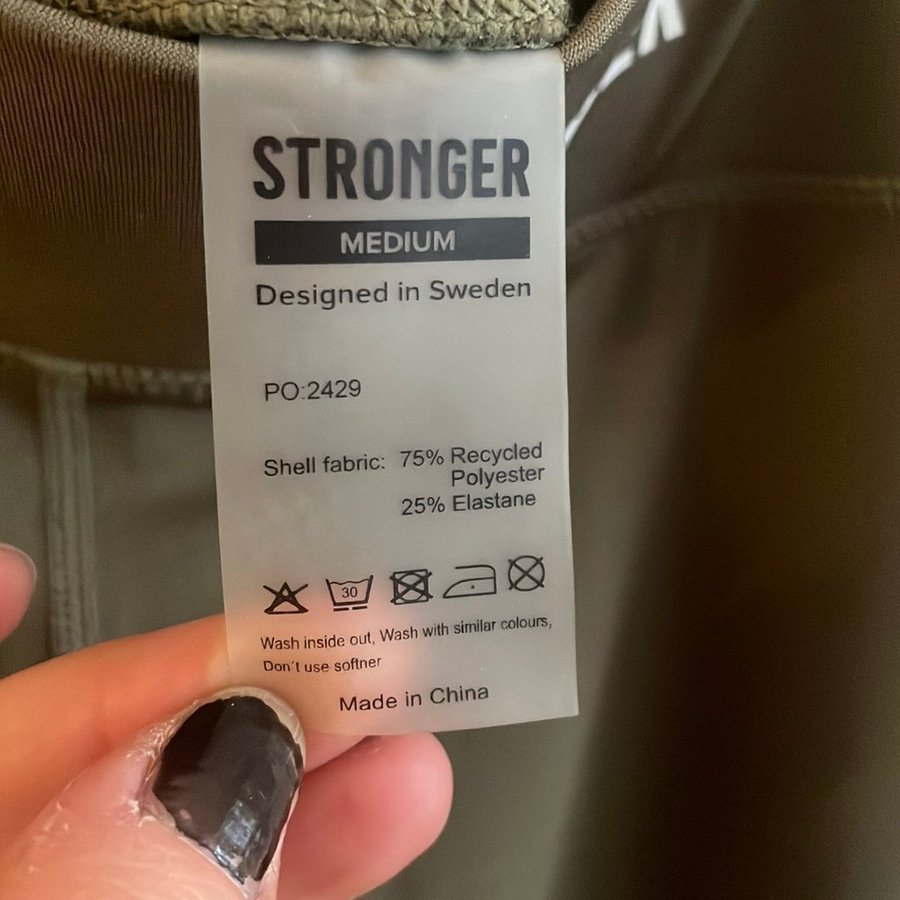 STRONGER
MEDIUM
Designed in Sweden
PO:2429
Shell fabric: 75% Recycled
Polyester
25% Elastane
30
Wash inside out, Wash with similar colours,
Don´t use softner
Made in China